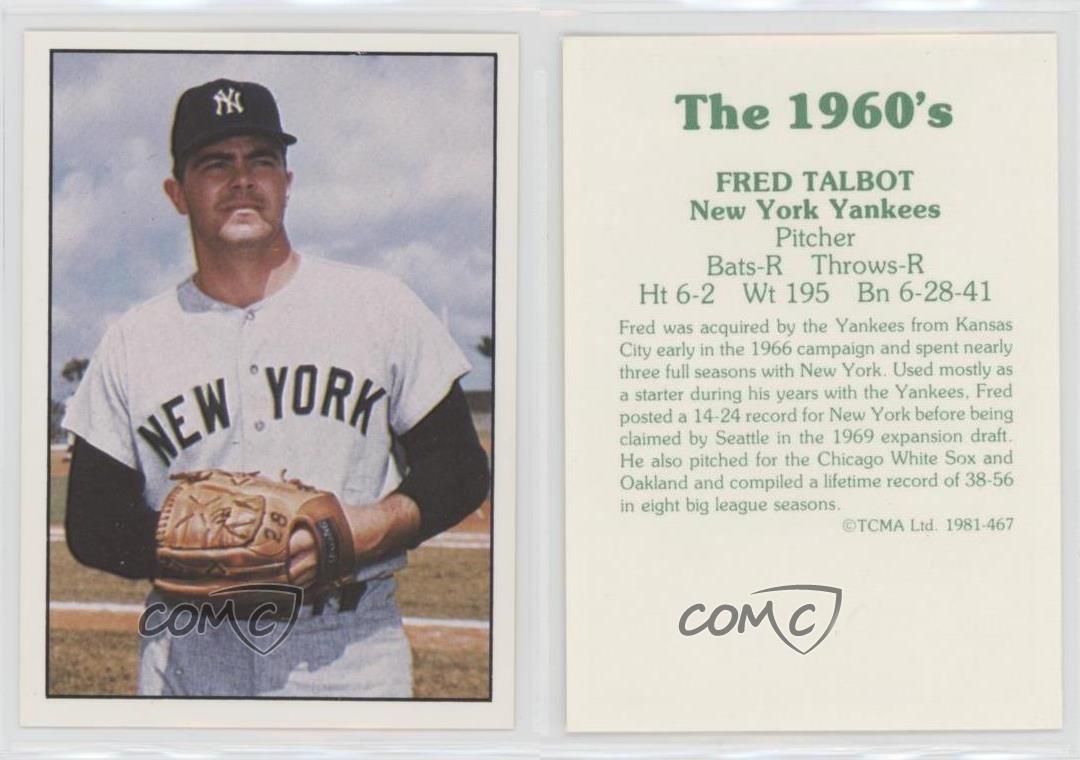 NY
NEW YORK
28
COMC
The 1960's
FRED TALBOT
New York Yankees
Pitcher
Bats-R Throws-R
Ht 6-2 Wt 195 Bn 6-28-41
Fred was acquired by the Yankees from Kansas
City early in the 1966 campaign and spent nearly
three full seasons with New York. Used mostly as
a starter during his years with the Yankees, Fred
posted a 14-24 record for New York before being
claimed by Seattle in the 1969 expansion draft.
He also pitched for the Chicago White Sox and
Oakland and compiled a lifetime record of 38-56
in eight big league seasons.
©TCMA Ltd. 1981-467
COMC